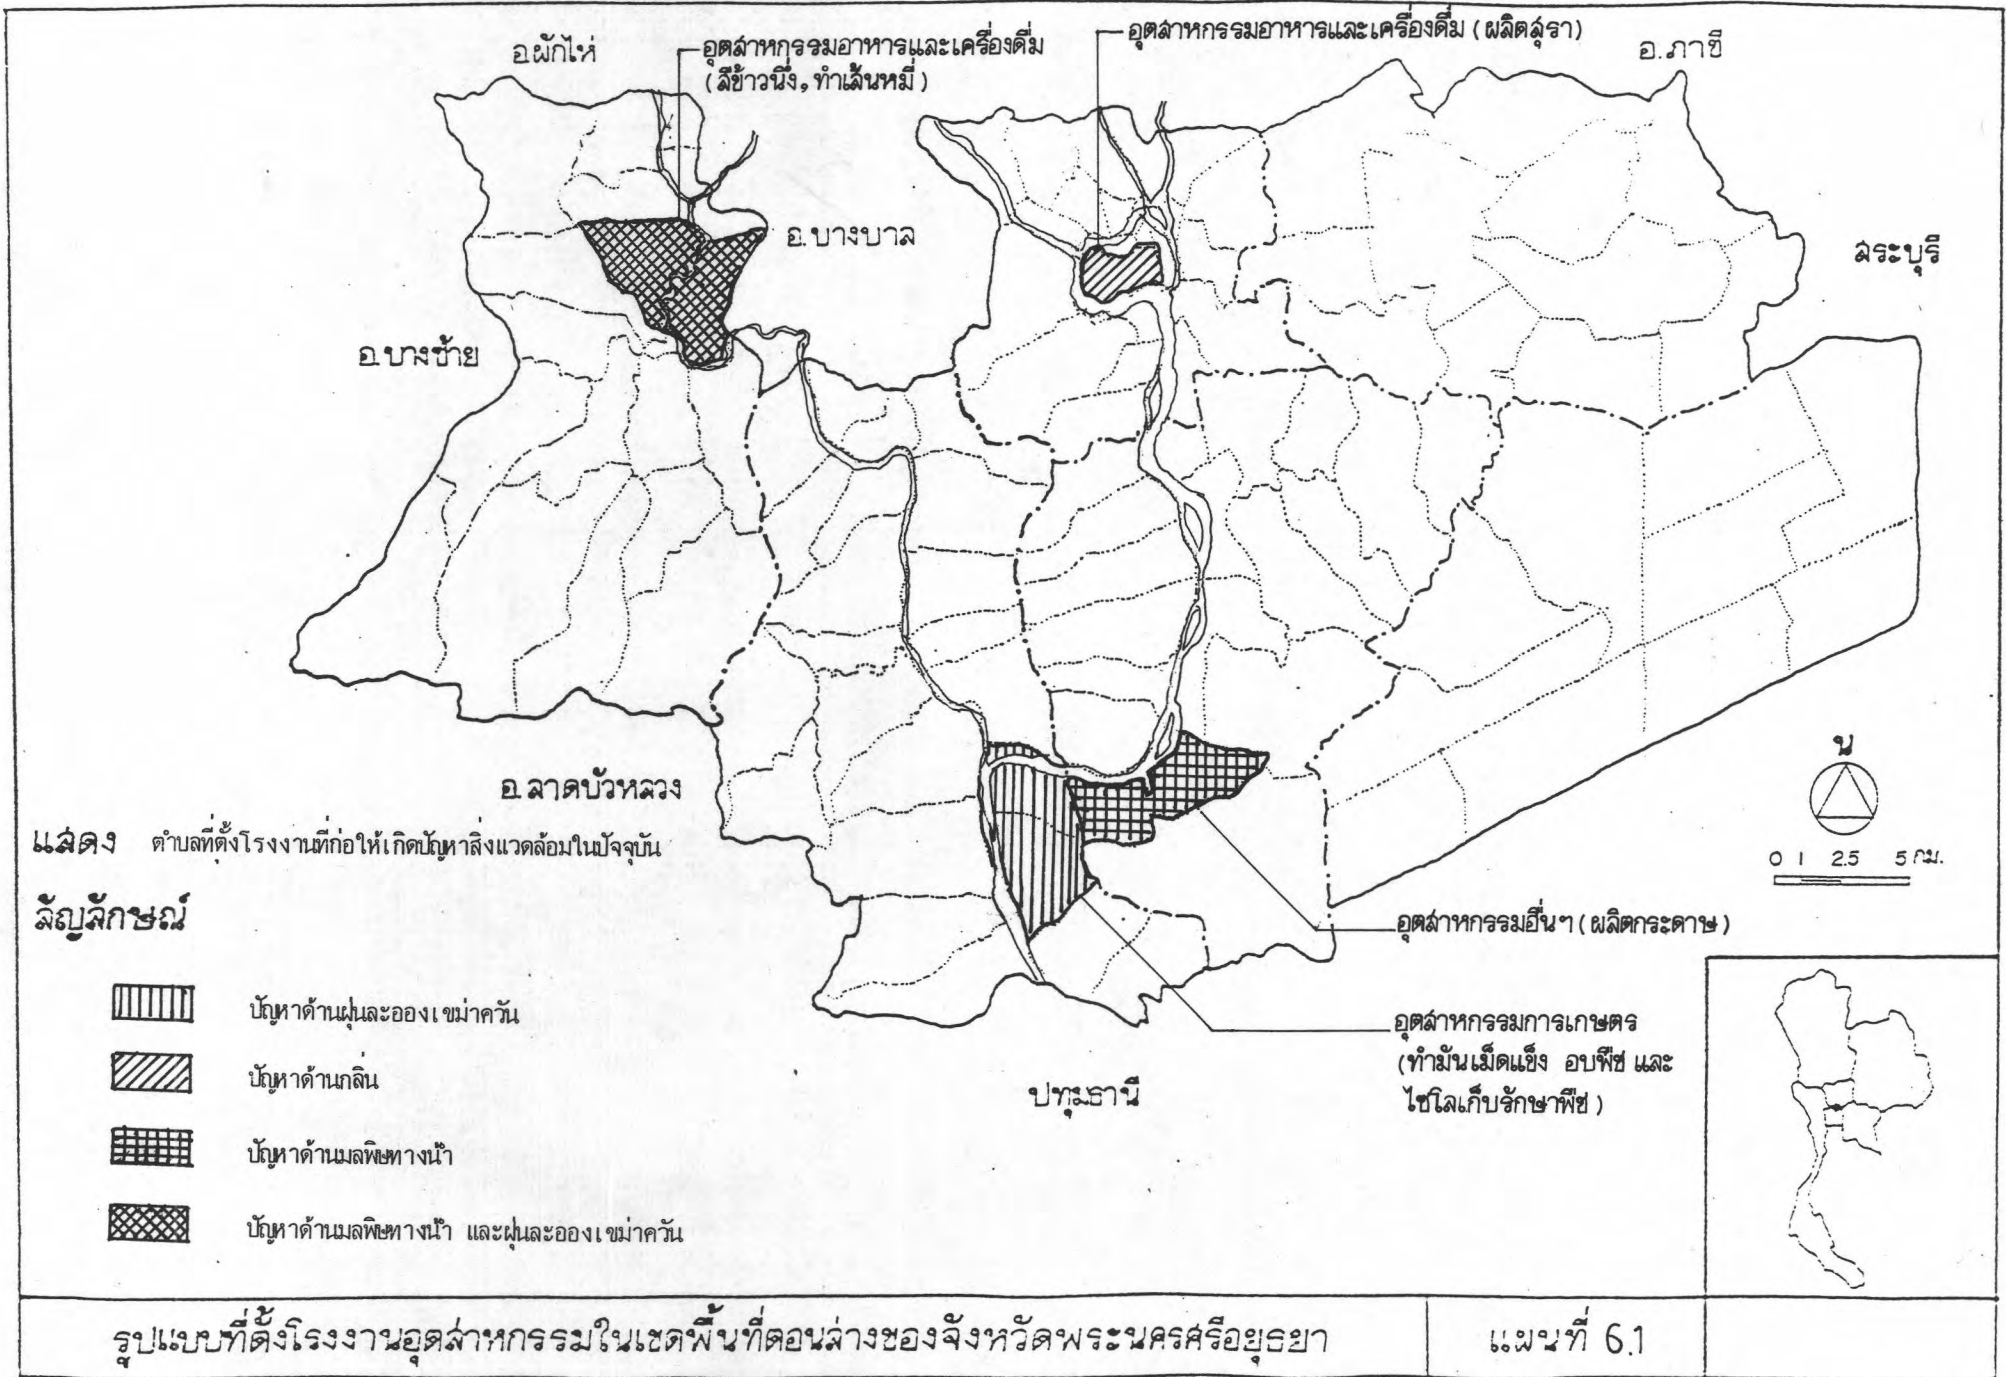 อ.ผักไห่
อุตสาหกรรมอาหารและเครื่องดื่ม
(สีข้าวนึ่ง, ทำเส้นหมี่)
อุตสาหกรรมอาหารและเครื่องดื่ม (ผลิตสุรา)
อ.ภาชี
อ.บางบาล
สระบุรี
อ.บางซ้าย
อ.ลาดบัวหลวง
น
0 1 2.5 5 กม.
แสดง ตำบลที่ตั้งโรงงานที่ก่อให้เกิดปัญหาสิ่งแวดล้อมในปัจจุบัน
สัญลักษณ์
ปัญหาด้านฝุ่นละอองเขม่าควัน
ปัญหาด้านกลิ่น
ปัญหาด้านมลพิษทางน้ำ
ปัญหาด้านมลพิษทางน้ำ และฝุ่นละอองเขม่าควัน
อุตสาหกรรมอื่นๆ (ผลิตกระดาษ)
อุตสาหกรรมการเกษตร
(ทำมันเม็ดแข็ง อบพืช และ
ไซโลเก็บรักษาพืช)
ปทุมธานี
รูปแบบที่ตั้งโรงงานอุตสาหกรรมในเขตพื้นที่ตอนล่างของจังหวัดพระนครศรีอยุธยา
แผนที่ 6.1